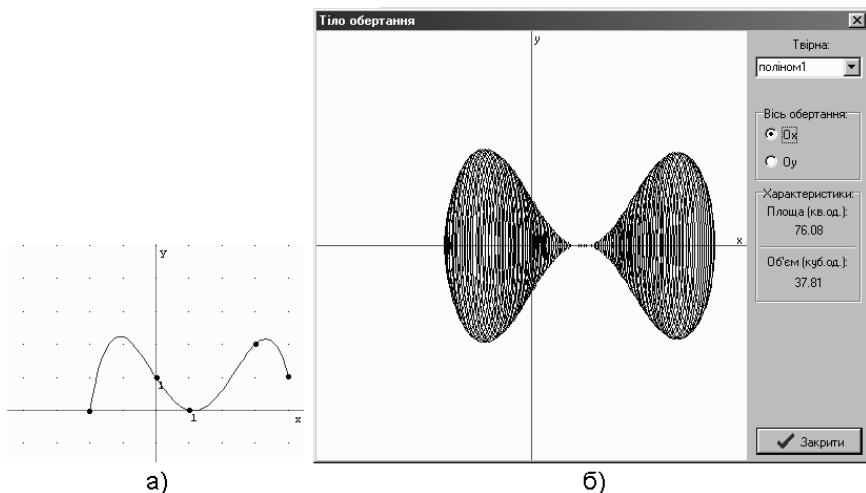 Тіло обертання
y
Твірна:
поліном1
Вісь обертання:
Ox
Oy
Характеристики:
Площа (кв.од.):
76.08
Об'єм (куб.од.):
37.81
x
Закрити
y
1
1
x
а)
б)